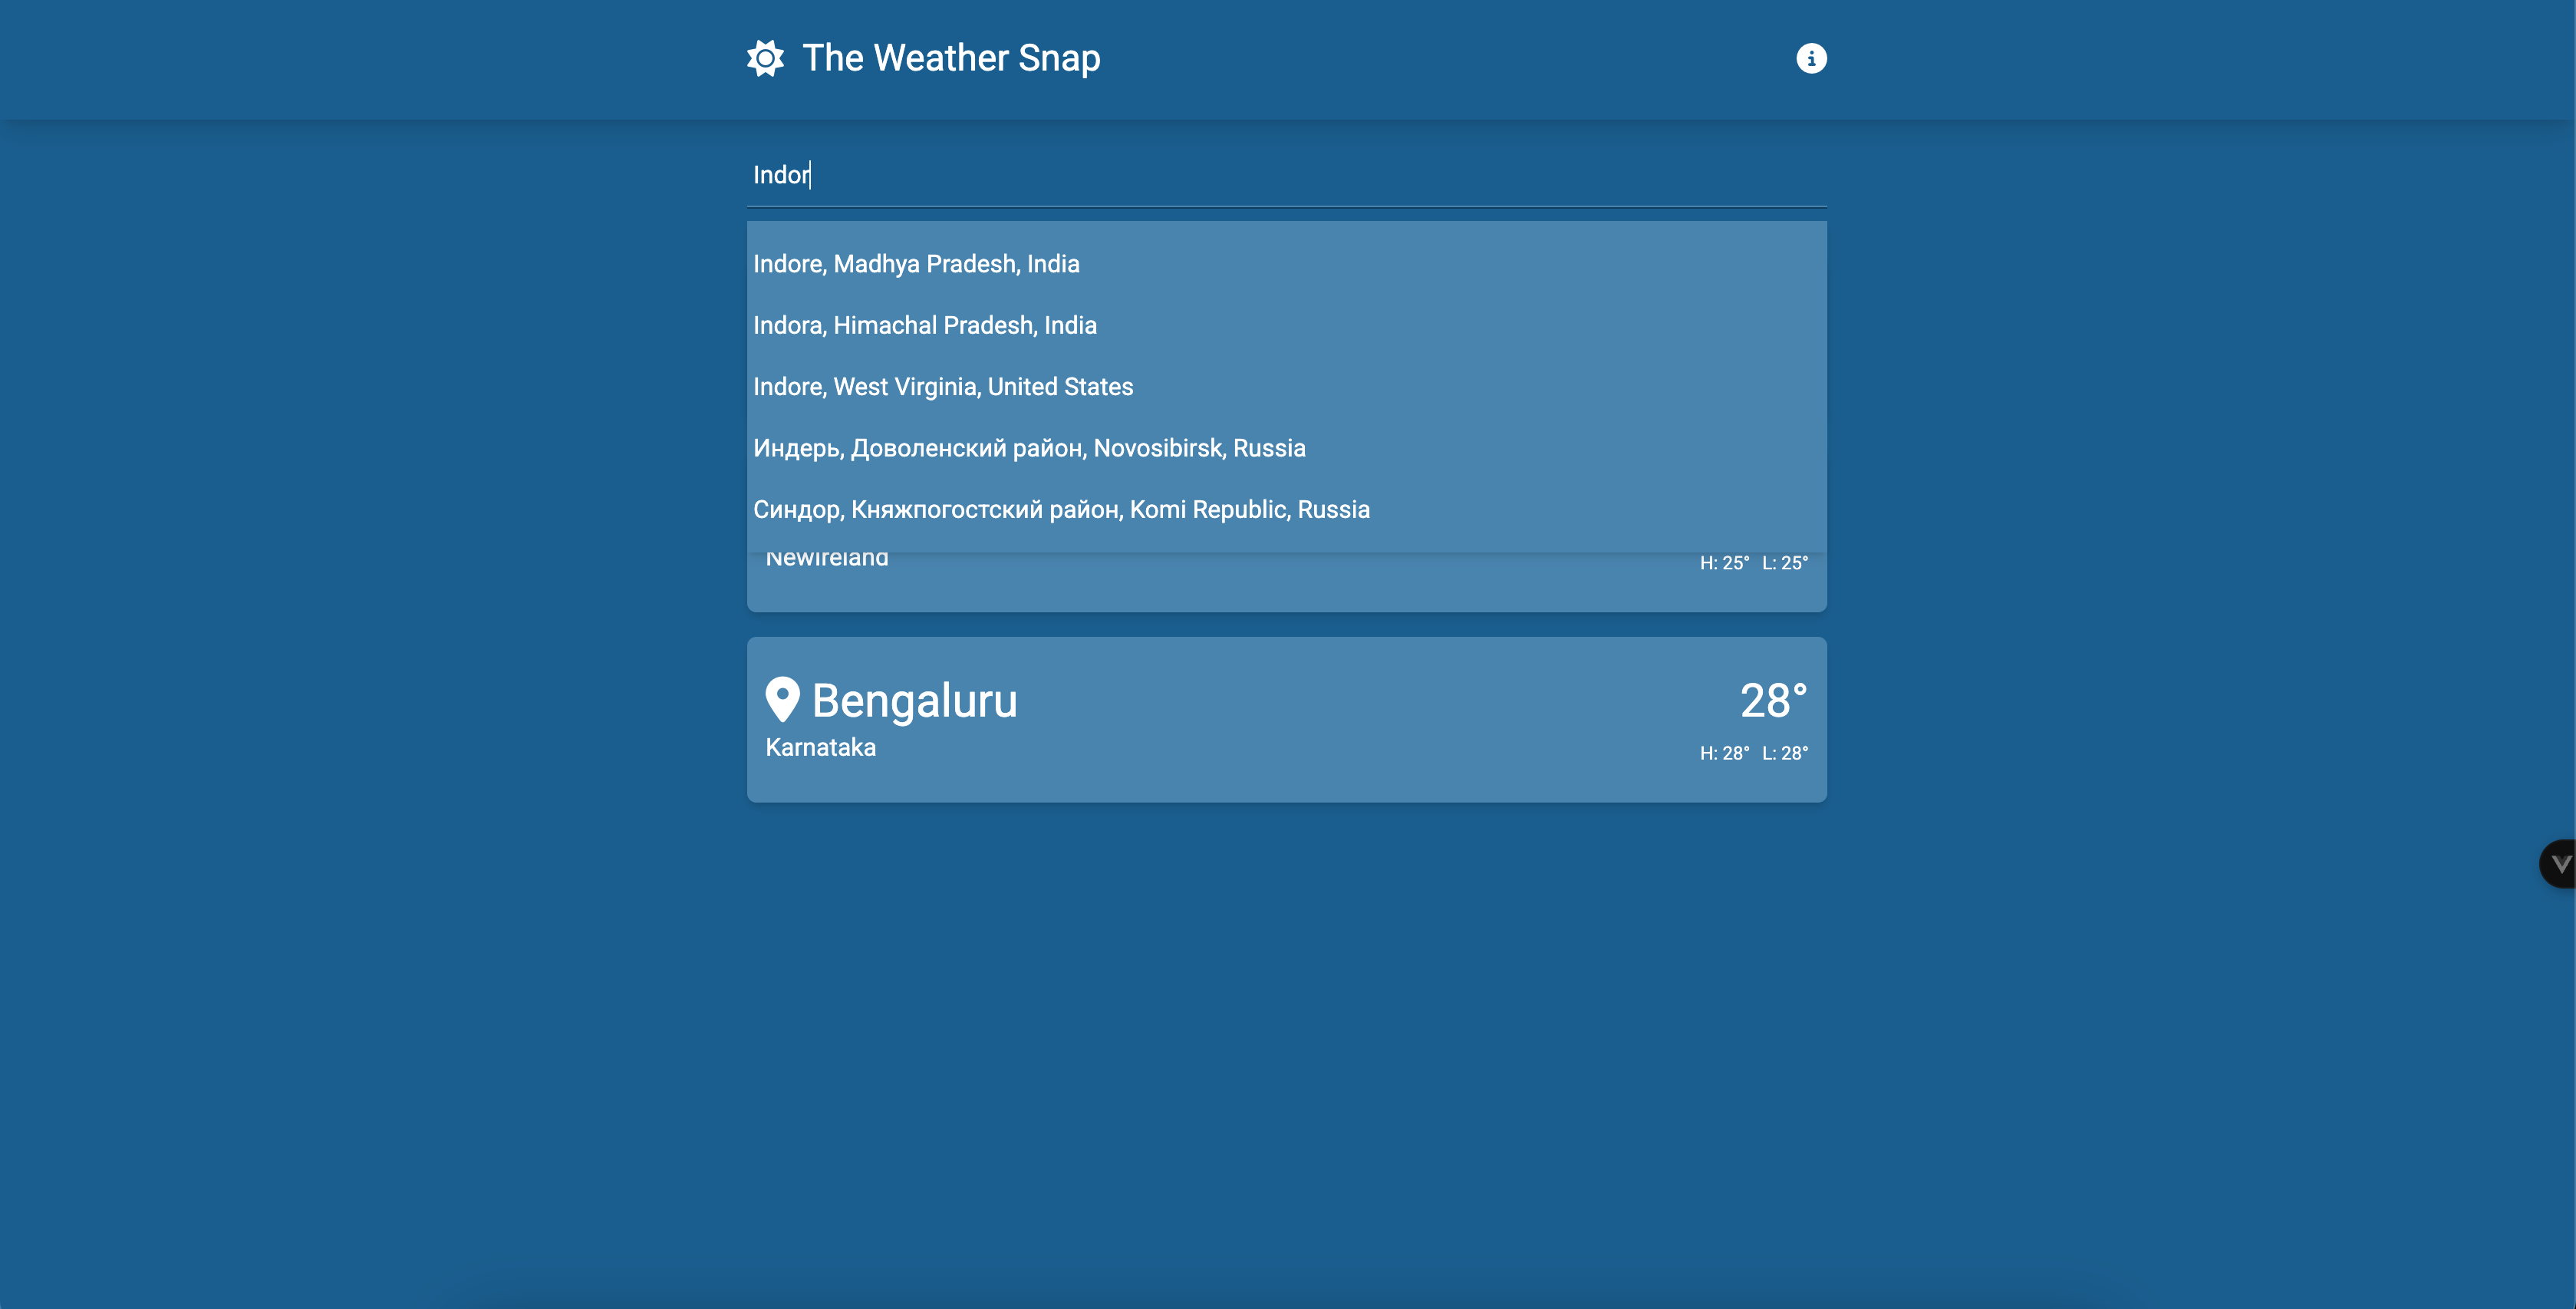 The Weather Snap
Indor
Indore, Madhya Pradesh, India
Indora, Himachal Pradesh, India
Indore, West Virginia, United States
Индерь, Доволенский район, Novosibirsk, Russia
Синдор, Княжпогостский район, Komi Republic, Russia
Newireland H: 25° L: 25°
Bengaluru 28°
Karnataka H: 28° L: 28°